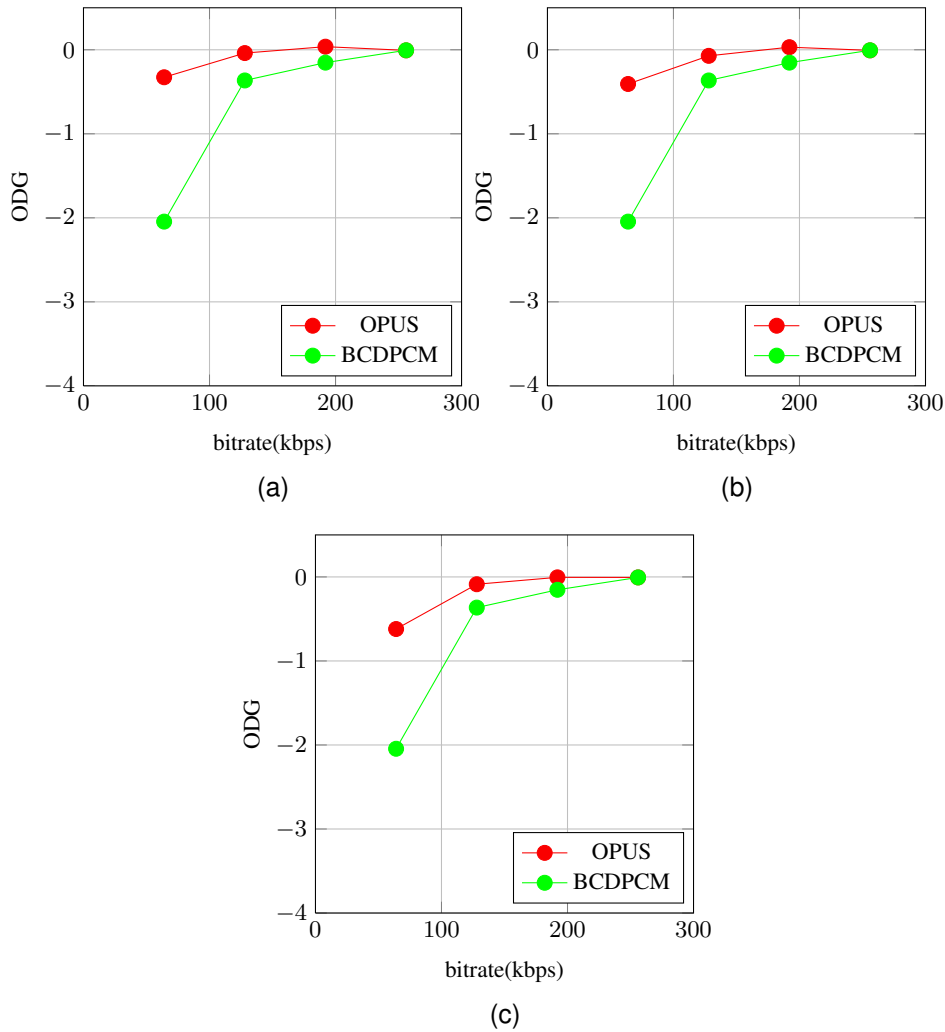 0
−1
−2
−3
−4
ODG
0 100 200 300
bitrate(kbps)
OPUS
BCDPCM
(a)
0
−1
−2
−3
−4
ODG
0 100 200 300
bitrate(kbps)
OPUS
BCDPCM
(b)
0
−1
−2
−3
−4
ODG
0 100 200 300
bitrate(kbps)
OPUS
BCDPCM
(c)